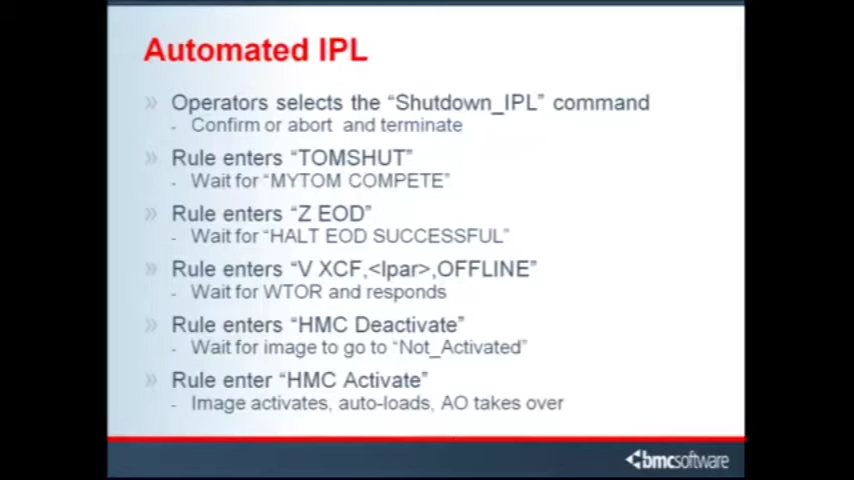 Automated IPL
» Operators selects the “Shutdown_IPL” command
- Confirm or abort and terminate
» Rule enters “TOMSHUT”
- Wait for “MYTOM COMPETE”
» Rule enters “Z EOD”
- Wait for “HALT EOD SUCCESSFUL”
» Rule enters “V XCF,<lpar>,OFFLINE”
- Wait for WTOR and responds
» Rule enters “HMC Deactivate”
- Wait for image to go to “Not_Activated”
» Rule enter “HMC Activate”
- Image activates, auto-loads, AO takes over
bmcsoftware